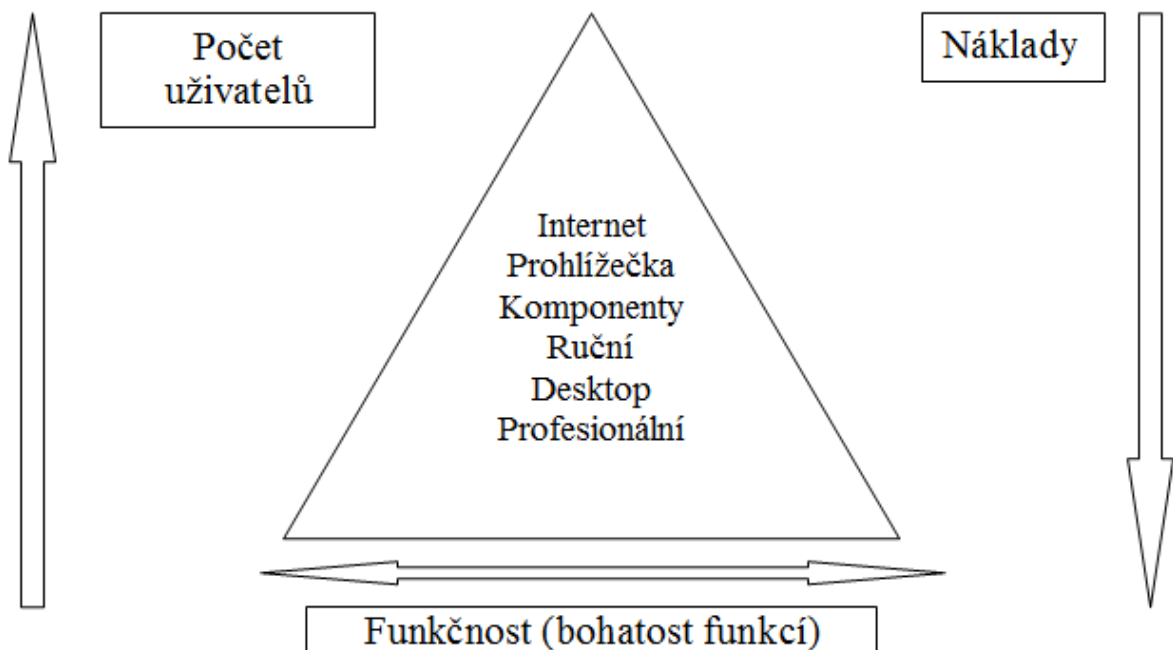 Počet
uživatelů
Náklady
Internet
Prohlížečka
Komponenty
Ruční
Desktop
Profesionální
Funkčnost (bohatost funkcí)